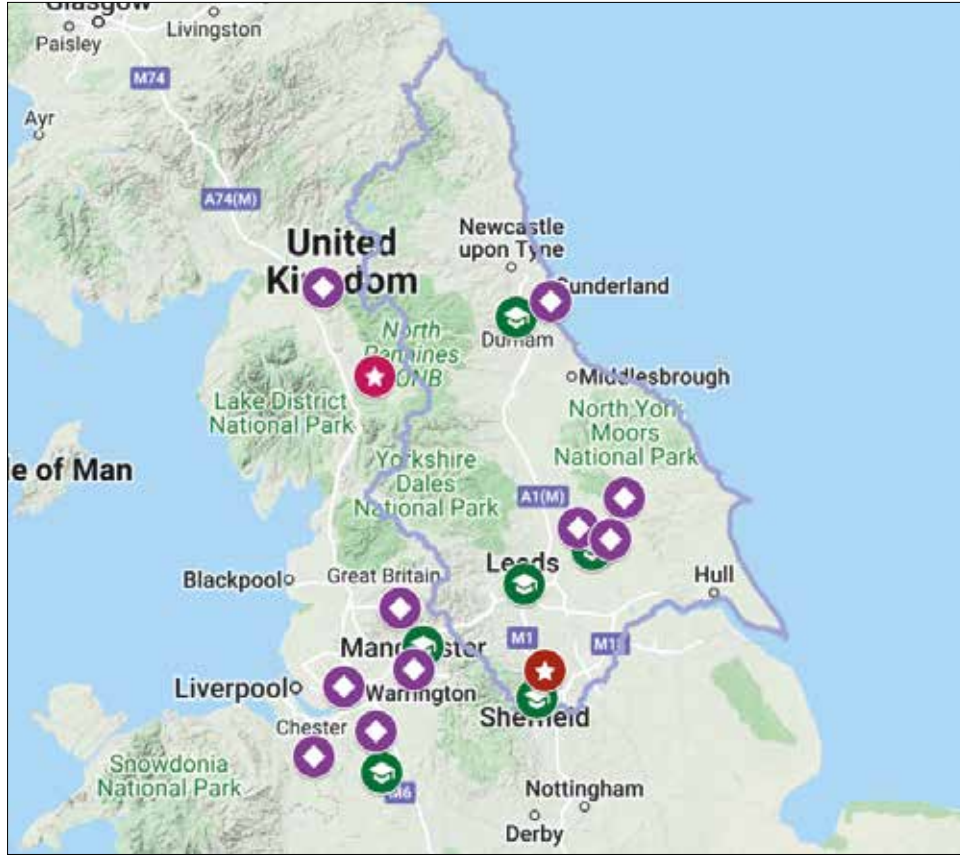 Glasgow
Paisley
Livingston
M74
Ayr
A74(M)
Newcastle
upon Tyne
United
Kingdom
Sunderland
Durham
North
Pennines
ONB
Middlesbrough
Lake District
National Park
North York
Moors
National Park
le of Man
Yorkshire
Dales
National Park
A1(M)
Leeds
Blackpool
Great Britain
Hull
Manchester
M1
M1
Liverpool
Warrington
Chester
Sheffield
Snowdonia
National Park
M6
Nottingham
Derby